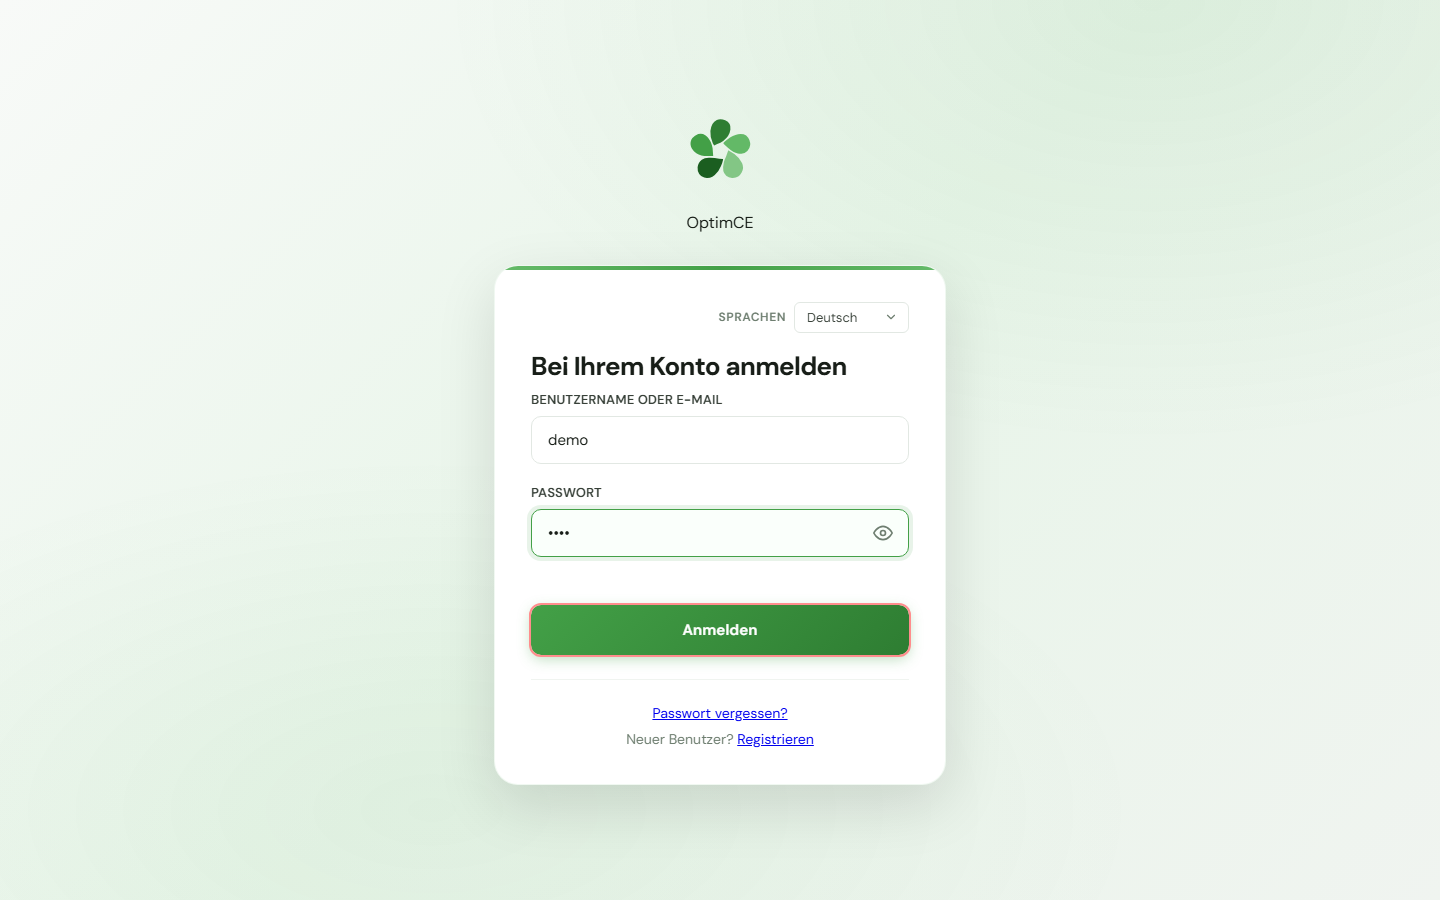 OptimCE
SPRACHEN Deutsch
Bei Ihrem Konto anmelden
BENUTZERNAME ODER E-MAIL
demo
PASSWORT
••••
Anmelden
Passwort vergessen?
Neuer Benutzer? Registrieren